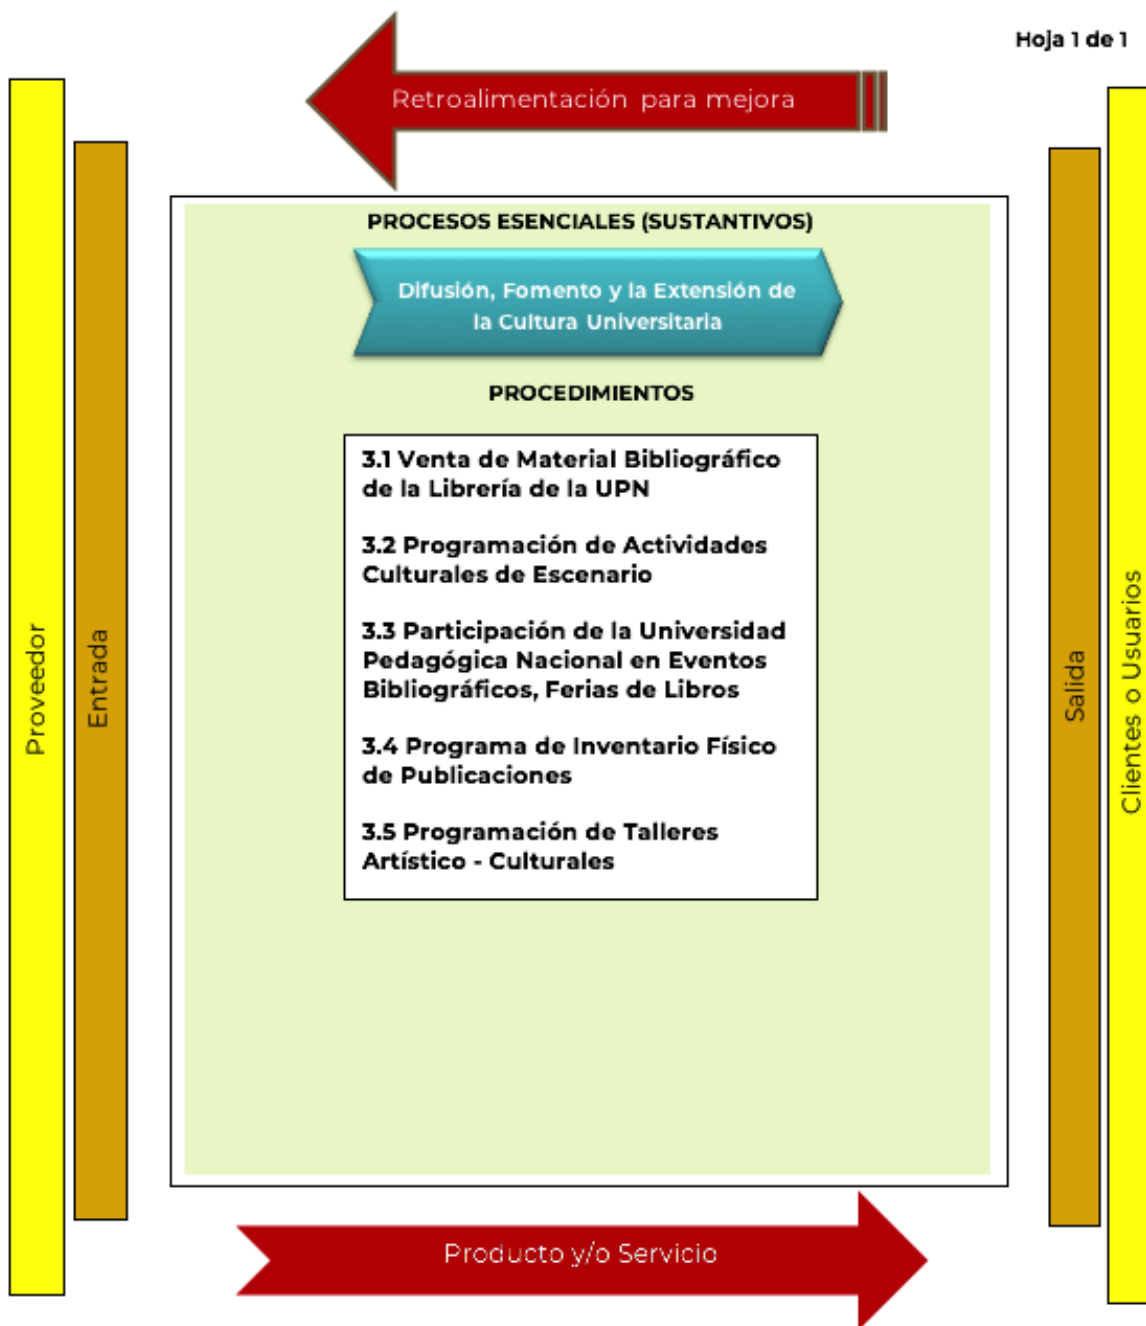 Hoja 1 de 1
Retroalimentación para mejora
Proveedor
Entrada
PROCESOS ESENCIALES (SUSTANTIVOS)
Difusión, Fomento y la Extensión de
la Cultura Universitaria
PROCEDIMIENTOS
3.1 Venta de Material Bibliográfico
de la Librería de la UPN
3.2 Programación de Actividades
Culturales de Escenario
3.3 Participación de la Universidad
Pedagógica Nacional en Eventos
Bibliográficos, Ferias de Libros
3.4 Programa de Inventario Físico
de Publicaciones
3.5 Programación de Talleres
Artístico - Culturales
Salida
Clientes o Usuarios
Producto y/o Servicio